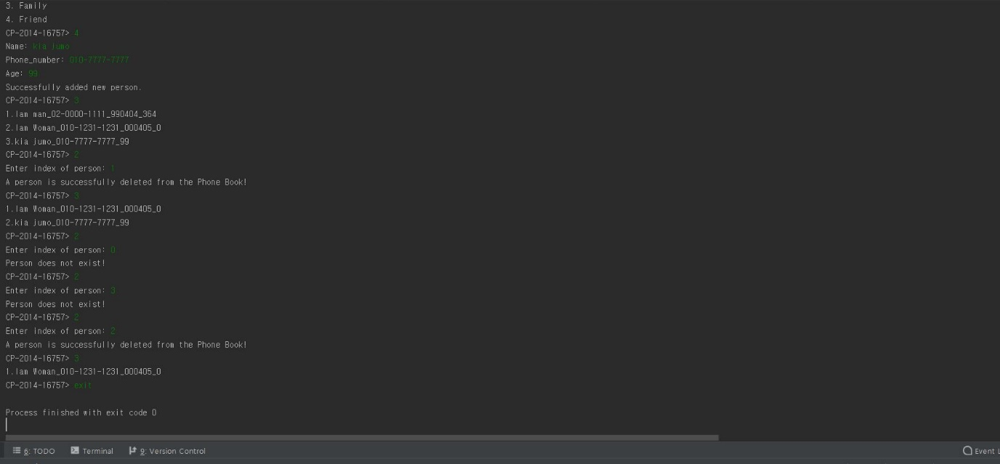 3. Family
4. Friend
CP-2014-16757> 4
Name: kia jumo
Phone_number: 010-7777-7777
Age: 99
Successfully added new person.
CP-2014-16757> 3
1.Iam man_02-0000-1111_990404_364
2.Iam Woman_010-1231-1231_000405_0
3.kia jumo_010-7777-7777_99
CP-2014-16757> 2
Enter index of person: 1
A person is successfully deleted from the Phone Book!
CP-2014-16757> 3
1.Iam Woman_010-1231-1231_000405_0
2.kia jumo_010-7777-7777_99
CP-2014-16757> 2
Enter index of person: 0
Person does not exist!
CP-2014-16757> 2
Enter index of person: 3
Person does not exist!
CP-2014-16757> 2
Enter index of person: 2
A person is successfully deleted from the Phone Book!
CP-2014-16757> 3
1.Iam Woman_010-1231-1231_000405_0
CP-2014-16757> exit
Process finished with exit code 0
6: TODO Terminal 9: Version Control Event L